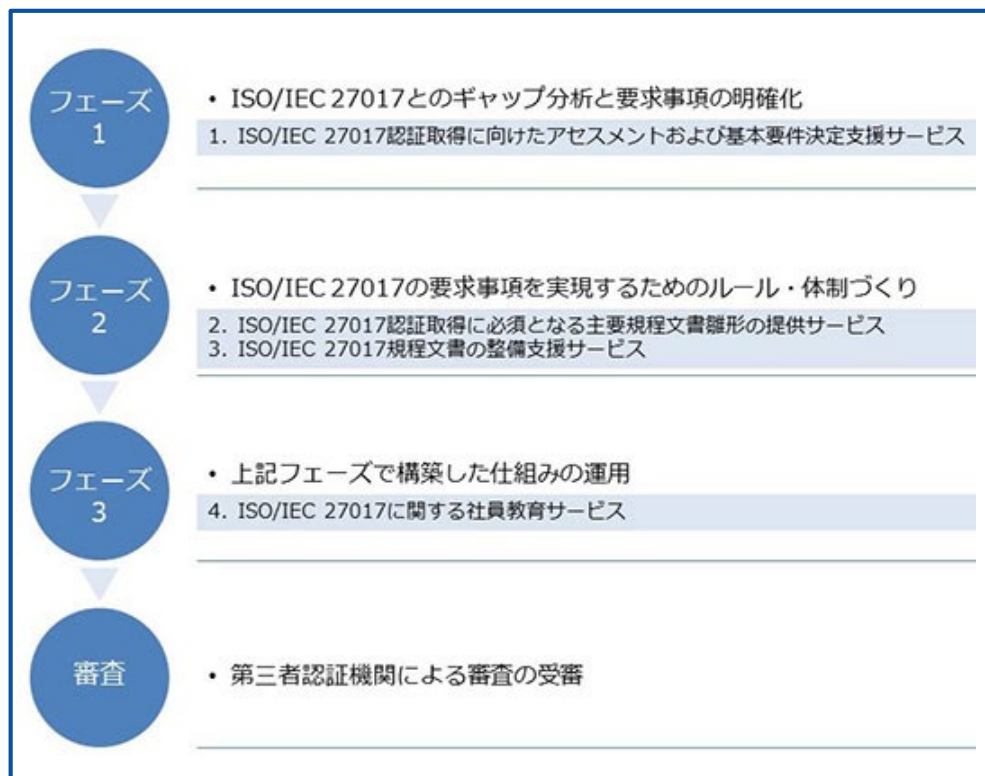 フェーズ
1
• ISO/IEC 27017とのギャップ分析と要求事項の明確化
1. ISO/IEC 27017認証取得に向けたアセスメントおよび基本要件決定支援サービス
フェーズ
2
• ISO/IEC 27017の要求事項を実現するためのルール・体制づくり
2. ISO/IEC 27017認証取得に必須となる主要規程文書雛形の提供サービス
3. ISO/IEC 27017規程文書の整備支援サービス
フェーズ
3
• 上記フェーズで構築した仕組みの運用
4. ISO/IEC 27017に関する社員教育サービス
審査
• 第三者認証機関による審査の受審